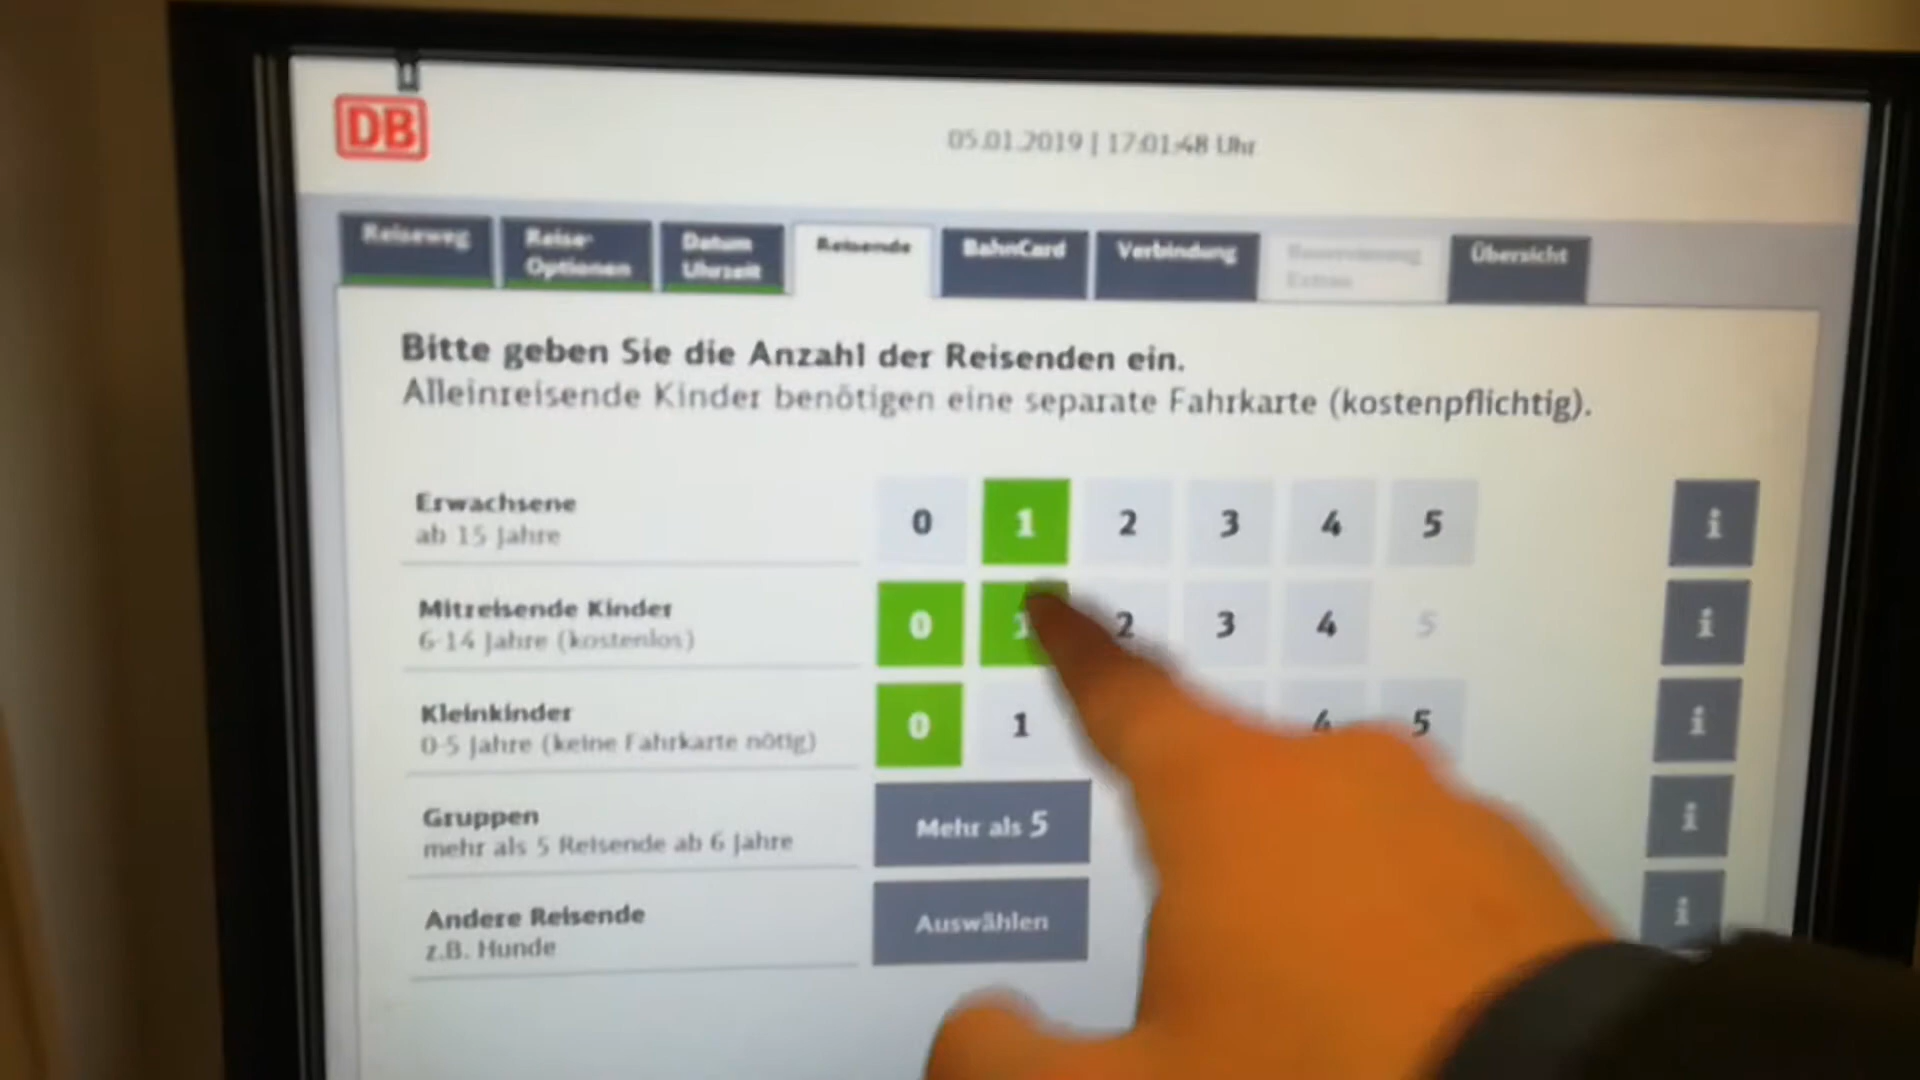 DB
05.01.2019 | 17:01:48 Uhr
Reiseweg
Reise-
Optionen
Datum
Uhrzeit
Reisende
BahnCard
Verbindung
Reservierung
Extras
Übersicht
Bitte geben Sie die Anzahl der Reisenden ein.
Alleinreisende Kinder benötigen eine separate Fahrkarte (kostenpflichtig).
Erwachsene
ab 15 Jahre
0 1 2 3 4 5 i
Mitreisende Kinder
6-14 Jahre (kostenlos)
0 1 2 3 4 5 i
Kleinkinder
0-5 Jahre (keine Fahrkarte nötig)
0 1 4 5 i
Gruppen
mehr als 5 Reisende ab 6 Jahre
Mehr als 5 i
Andere Reisende
z.B. Hunde
Auswählen i